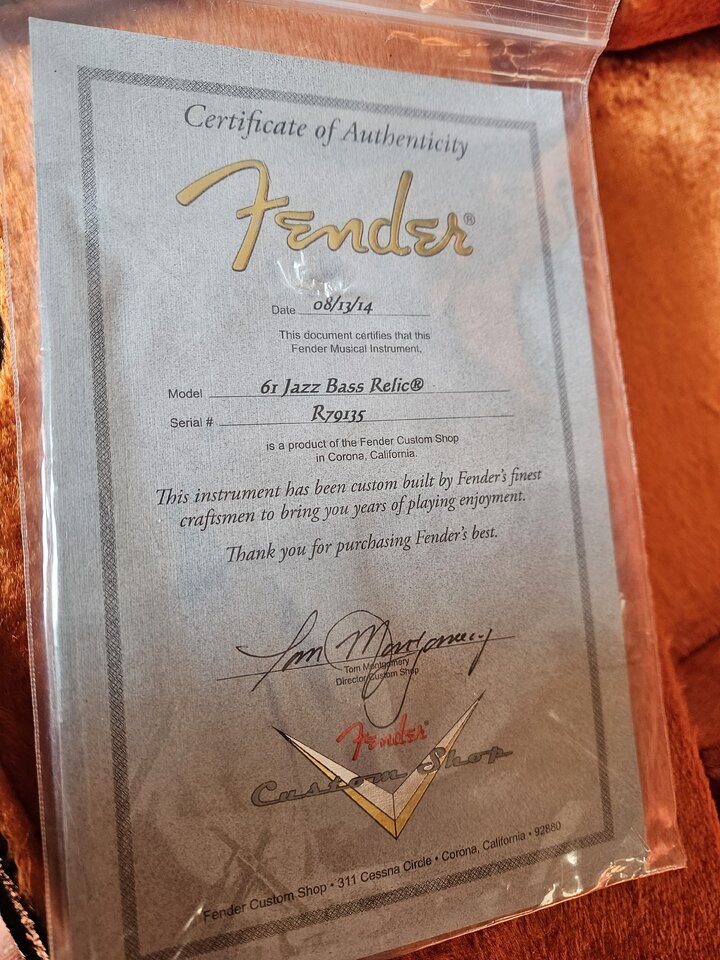 Certificate of Authenticity
Fender®
Date 08/13/14
This document certifies that this
Fender Musical Instrument,
Model 61 Jazz Bass Relic®
Serial # R79135
is a product of the Fender Custom Shop
in Corona, California.
This instrument has been custom built by Fender's finest
craftsmen to bring you years of playing enjoyment.
Thank you for purchasing Fender's best.
Tom Montgomery
Tom Montgomery
Director Custom Shop
Fender®
Custom Shop
Fender Custom Shop • 311 Cessna Circle • Corona, California • 92880